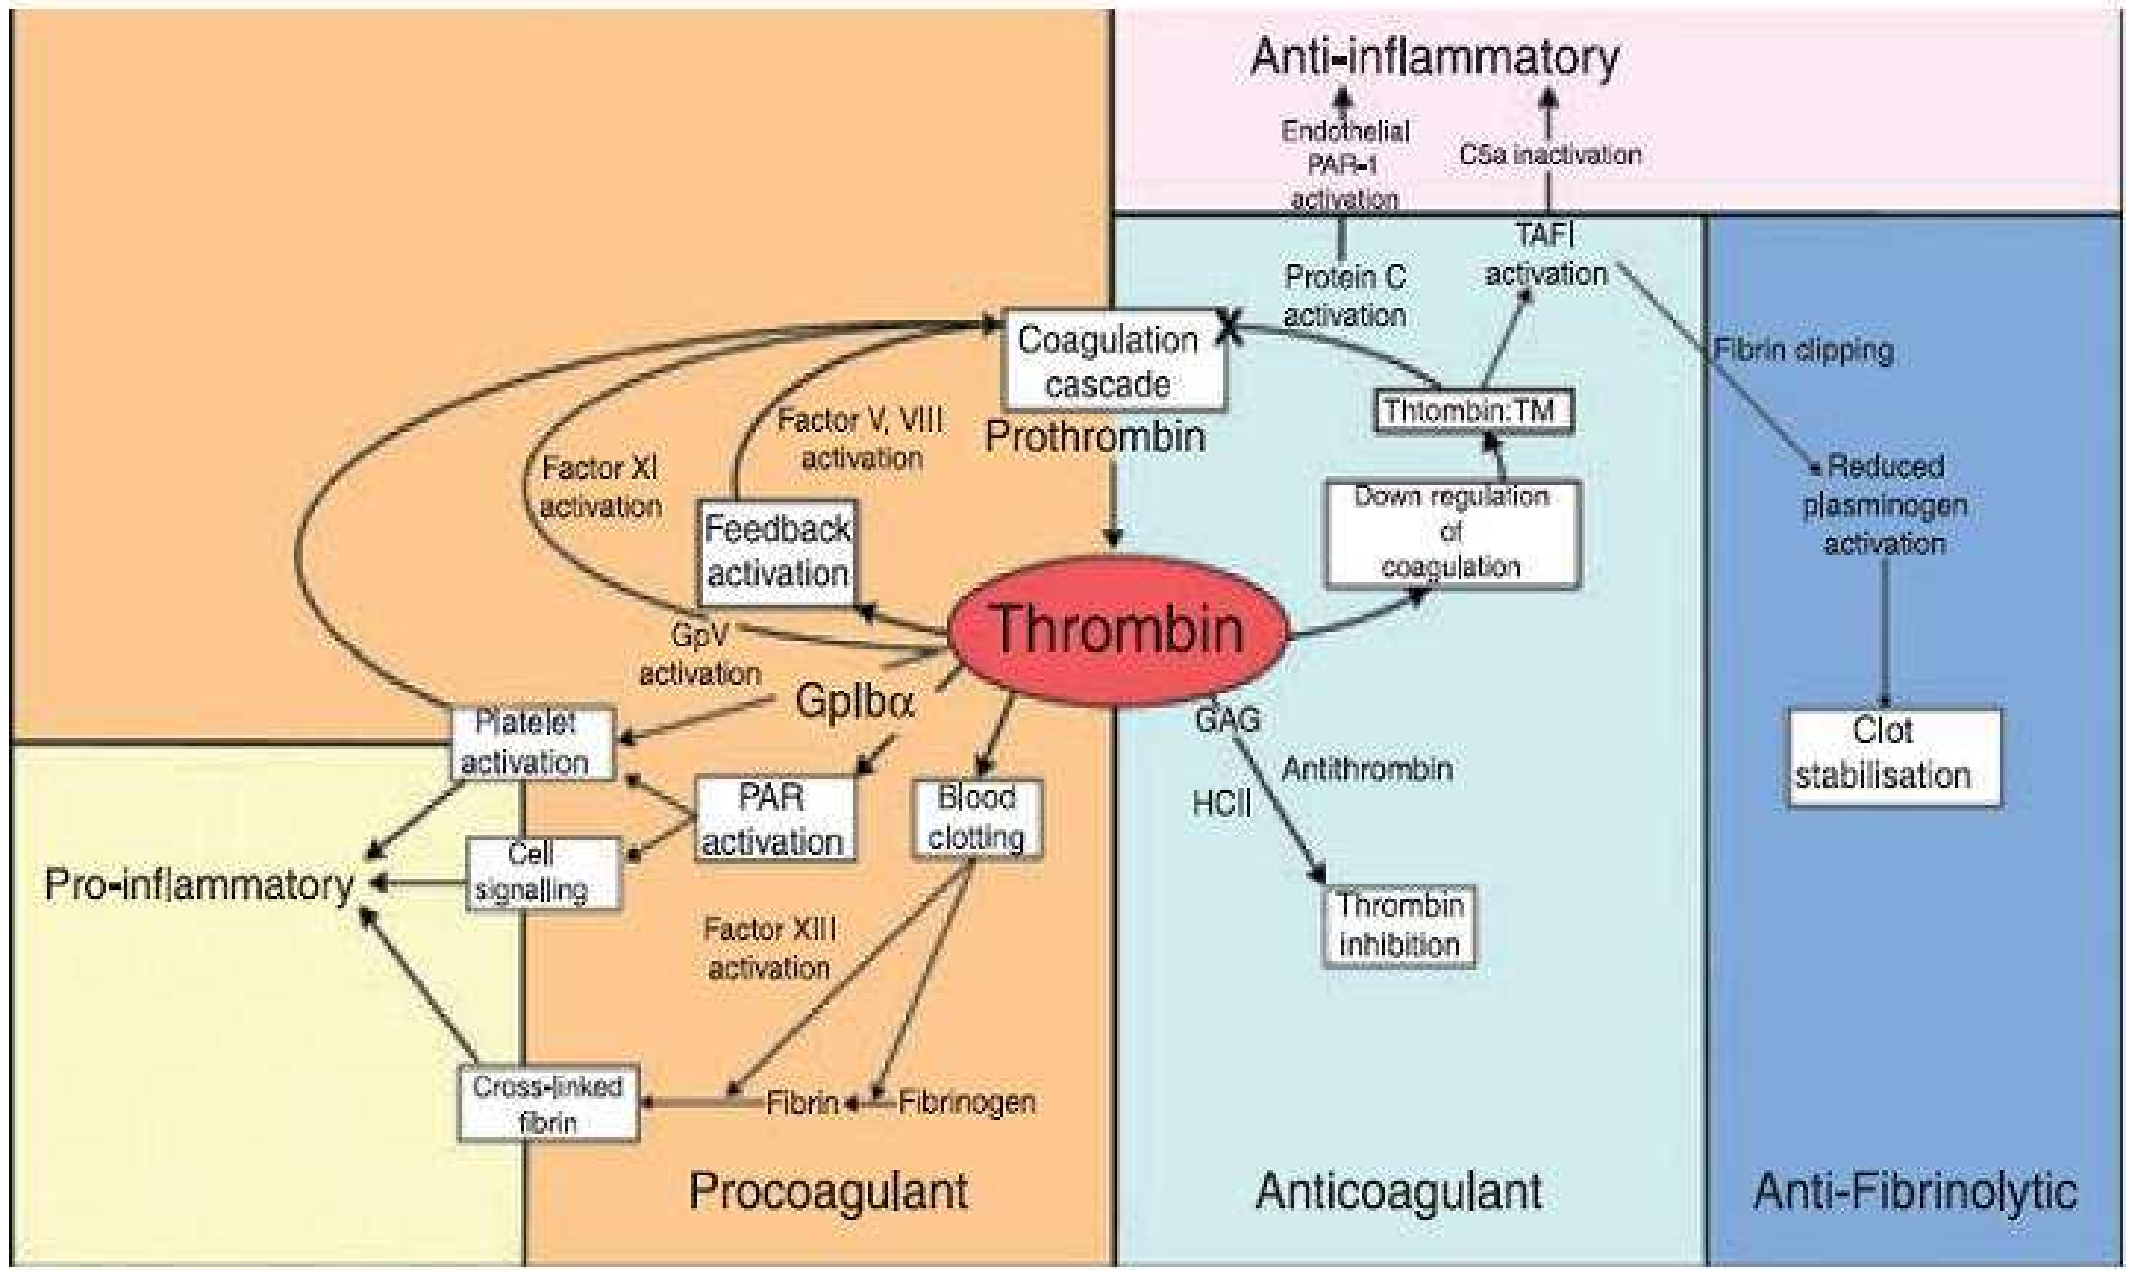 Anti-inflammatory
Endothelial
PAR-1
activation
C5a inactivation
TAFI
activation
Protein C
activation
Coagulation
cascade
Prothrombin
Thtombin:TM
Fibrin clipping
Factor V, VIII
activation
Factor XI
activation
Down regulation
of
coagulation
Reduced
plasminogen
activation
Feedback
activation
Thrombin
GpV
activation
GpIbα
GAG
Platelet
activation
Clot
stabilisation
Antithrombin
HCII
PAR
activation
Blood
clotting
Cell
signalling
Pro-inflammatory
Thrombin
inhibition
Factor XIII
activation
Cross-linked
fibrin
Fibrin
Fibrinogen
Procoagulant
Anticoagulant
Anti-Fibrinolytic